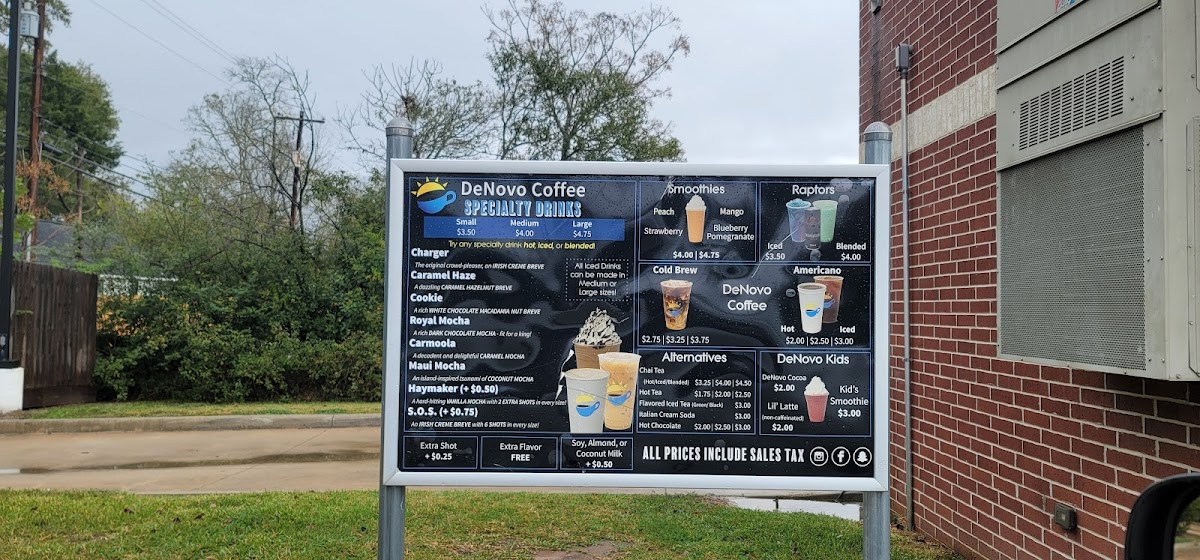 DeNovo Coffee
SPECIALTY DRINKS
Small Medium Large
$3.50 $4.00 $4.75
Try any specialty drink hot, iced, or blended!
Charger
The original crowd-pleaser, an IRISH CREME BREVE
Caramel Haze
A dazzling CARAMEL HAZELNUT BREVE
Cookie
A rich WHITE CHOCOLATE MACADAMIA NUT BREVE
Royal Mocha
A rich DARK CHOCOLATE MOCHA - fit for a king!
Carmoola
A decadent and delightful CARAMEL MOCHA
Maui Mocha
An island-inspired tsunami of COCONUT MOCHA
Haymaker (+ $0.50)
A hard-hitting VANILLA MOCHA with 2 EXTRA SHOTS in every size!
S.O.S. (+ $0.75)
An IRISH CREME BREVE with 6 SHOTS in every size!
All Iced Drinks
can be made in
Medium or
Large sizes!
Extra Shot
+ $0.25
Extra Flavor
FREE
Soy, Almond, or
Coconut Milk
+ $0.50
Smoothies
Peach Mango
Strawberry Blueberry
Pomegranate
$4.00 | $4.75
Raptors
Iced Blended
$3.50 $4.00
Cold Brew
$2.75 | $3.25 | $3.75
DeNovo
Coffee
Americano
Hot Iced
$2.00 | $2.50 | $3.00
Alternatives
Chai Tea
(Hot/Iced/Blended) $3.25 | $4.00 | $4.50
Hot Tea $1.75 | $2.00 | $2.50
Flavored Iced Tea (Green/Black) $3.00
Italian Cream Soda $3.00
Hot Chocolate $2.00 | $2.50 | $3.00
DeNovo Kids
DeNovo Cocoa
$2.00
Lil' Latte
(non-caffeinated)
$2.00
Kid's
Smoothie
$3.00
ALL PRICES INCLUDE SALES TAX